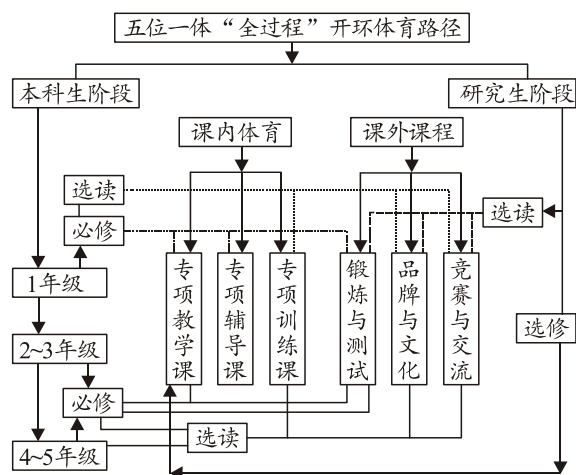 五位一体“全过程”开环体育路径
本科生阶段
研究生阶段
课内体育
课外课程
选读
必修
选读
1年级
专项教学课
专项辅导课
专项训练课
锻炼与测试
品牌与文化
竞赛与交流
选修
2~3年级
必修
选读
4~5年级